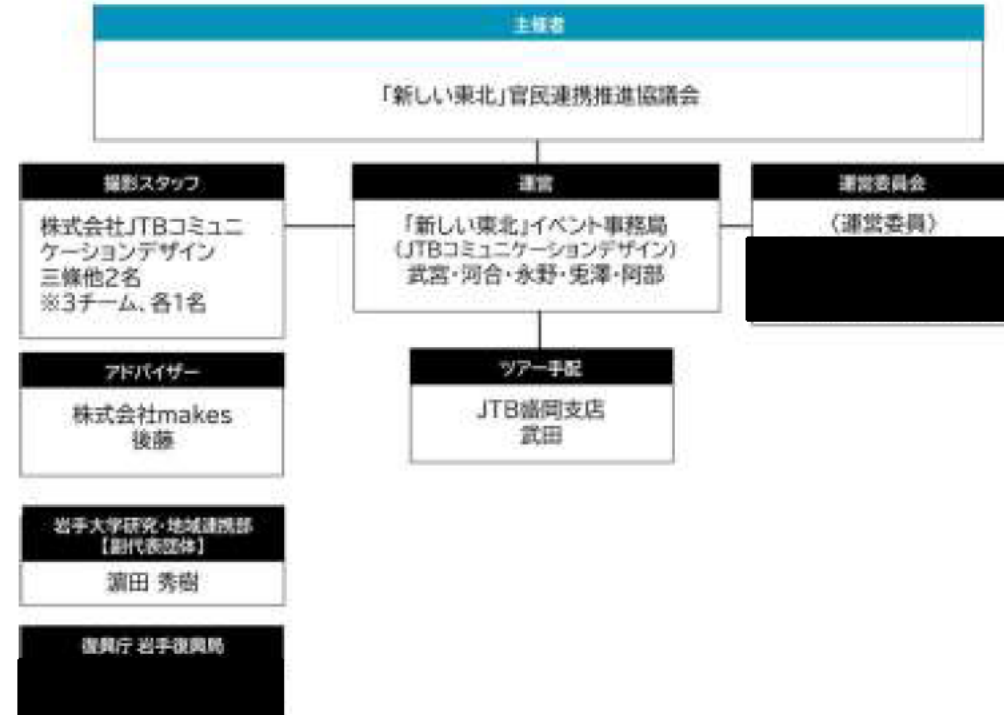 主催者
「新しい東北」官民連携推進協議会
撮影スタッフ
株式会社JTBコミュニ
ケーションデザイン
三條他2名
※3チーム、各1名
運営
「新しい東北」イベント事務局
(JTBコミュニケーションデザイン)
武宮・河合・永野・兎澤・阿部
運営委員会
(運営委員)
アドバイザー
株式会社makes
後藤
ツアー手配
JTB盛岡支店
武田
岩手大学研究・地域連携部
【副代表団体】
濵田 秀樹
復興庁 岩手復興局